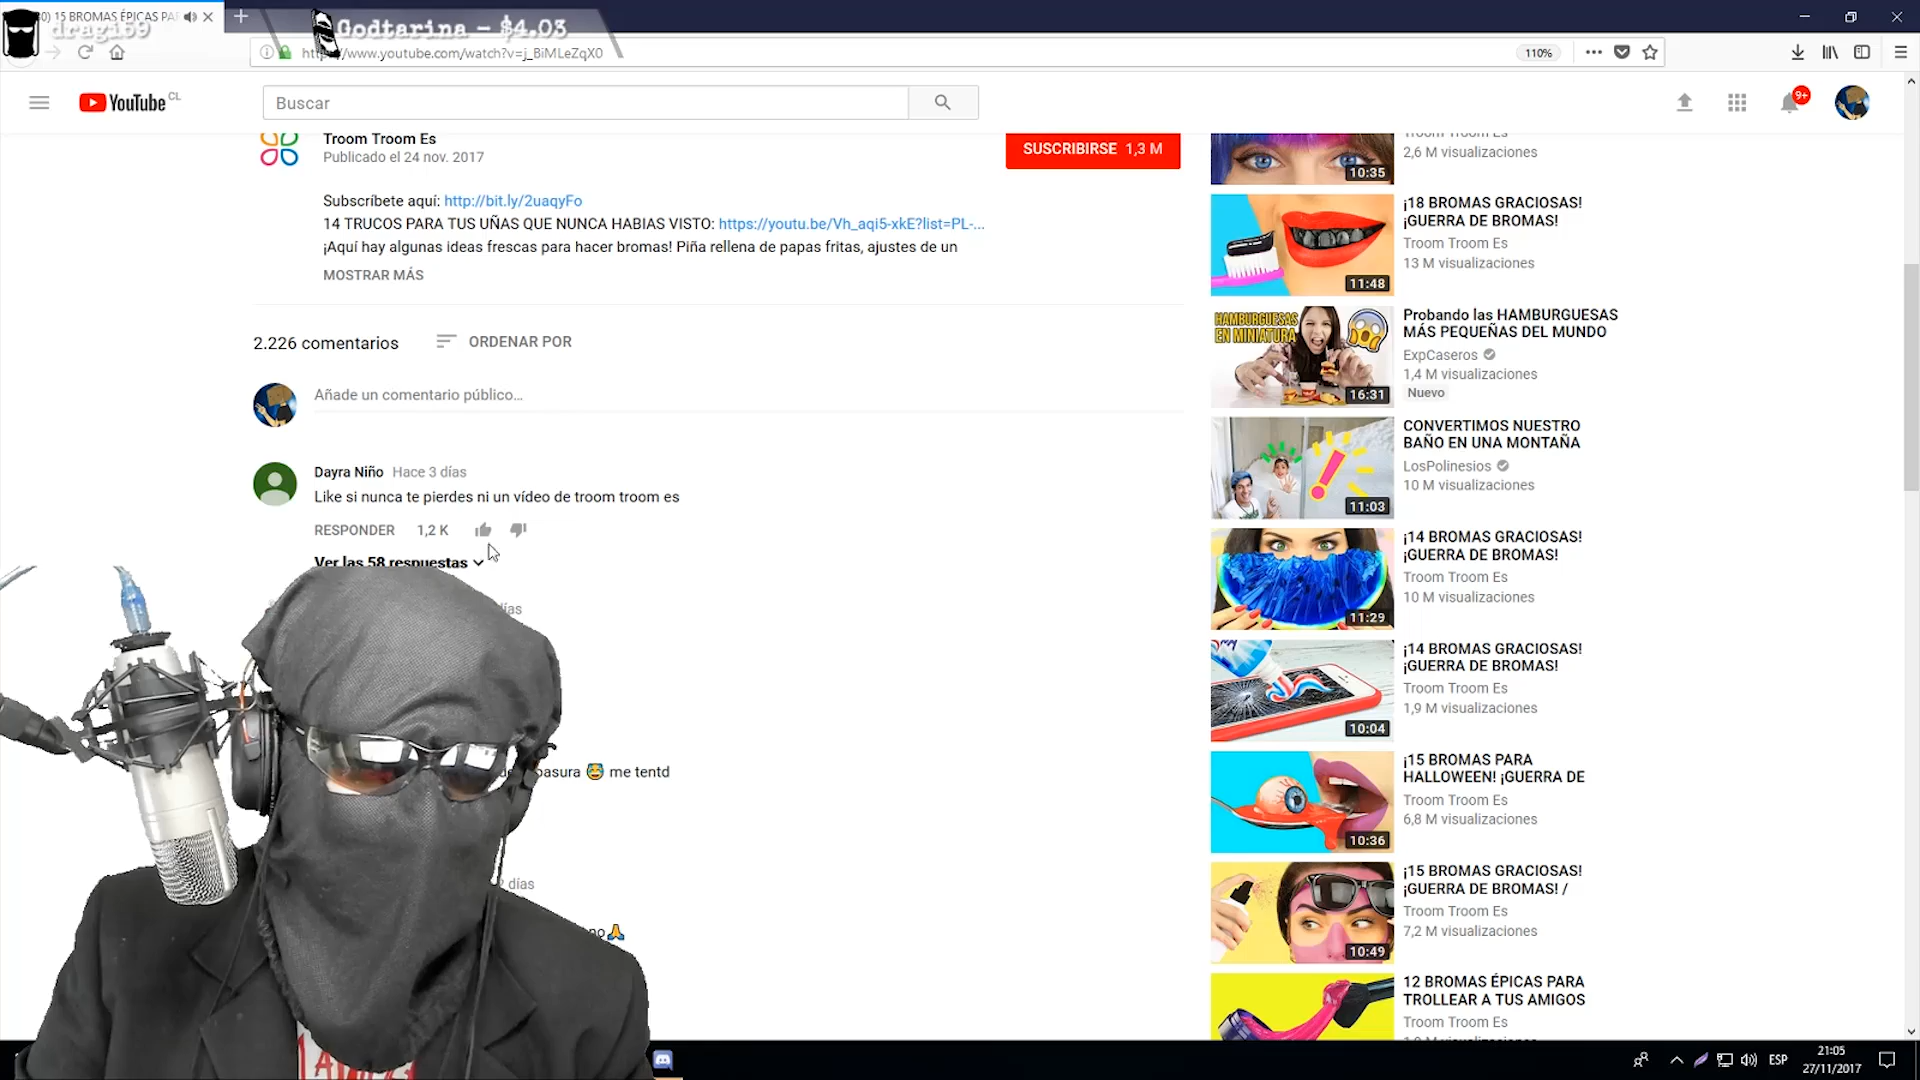 15 BROMAS ÉPICAS PA
dragi59
Godtarina - $4.03
https://www.youtube.com/watch?v=j_BiMLeZqX0
110%
YouTube CL
Buscar
9+
Troom Troom Es
Publicado el 24 nov. 2017
SUSCRIBIRSE 1,3 M
Subscríbete aquí: http://bit.ly/2uaqyFo
14 TRUCOS PARA TUS UÑAS QUE NUNCA HABIAS VISTO: https://youtu.be/Vh_aqi5-xkE?list=PL-...
¡Aquí hay algunas ideas frescas para hacer bromas! Piña rellena de papas fritas, ajustes de un
MOSTRAR MÁS
2.226 comentarios
ORDENAR POR
Añade un comentario público...
Dayra Niño Hace 3 días
Like si nunca te pierdes ni un vídeo de troom troom es
RESPONDER 1,2 K
Ver las 58 respuestas
días
basura 😅 me tentd
días
no🙏
Troom Troom Es
2,6 M visualizaciones
10:35
¡18 BROMAS GRACIOSAS!
¡GUERRA DE BROMAS!
Troom Troom Es
13 M visualizaciones
11:48
HAMBURGUESAS
EN MINIATURA
16:31
Probando las HAMBURGUESAS
MÁS PEQUEÑAS DEL MUNDO
ExpCaseros
1,4 M visualizaciones
Nuevo
CONVERTIMOS NUESTRO
BAÑO EN UNA MONTAÑA
LosPolinesios
10 M visualizaciones
11:03
¡14 BROMAS GRACIOSAS!
¡GUERRA DE BROMAS!
Troom Troom Es
10 M visualizaciones
11:29
¡14 BROMAS GRACIOSAS!
¡GUERRA DE BROMAS!
Troom Troom Es
1,9 M visualizaciones
10:04
¡15 BROMAS PARA
HALLOWEEN! ¡GUERRA DE
Troom Troom Es
6,8 M visualizaciones
10:36
¡15 BROMAS GRACIOSAS!
¡GUERRA DE BROMAS! /
Troom Troom Es
7,2 M visualizaciones
10:49
12 BROMAS ÉPICAS PARA
TROLLEAR A TUS AMIGOS
Troom Troom Es
ESP
21:05
27/11/2017